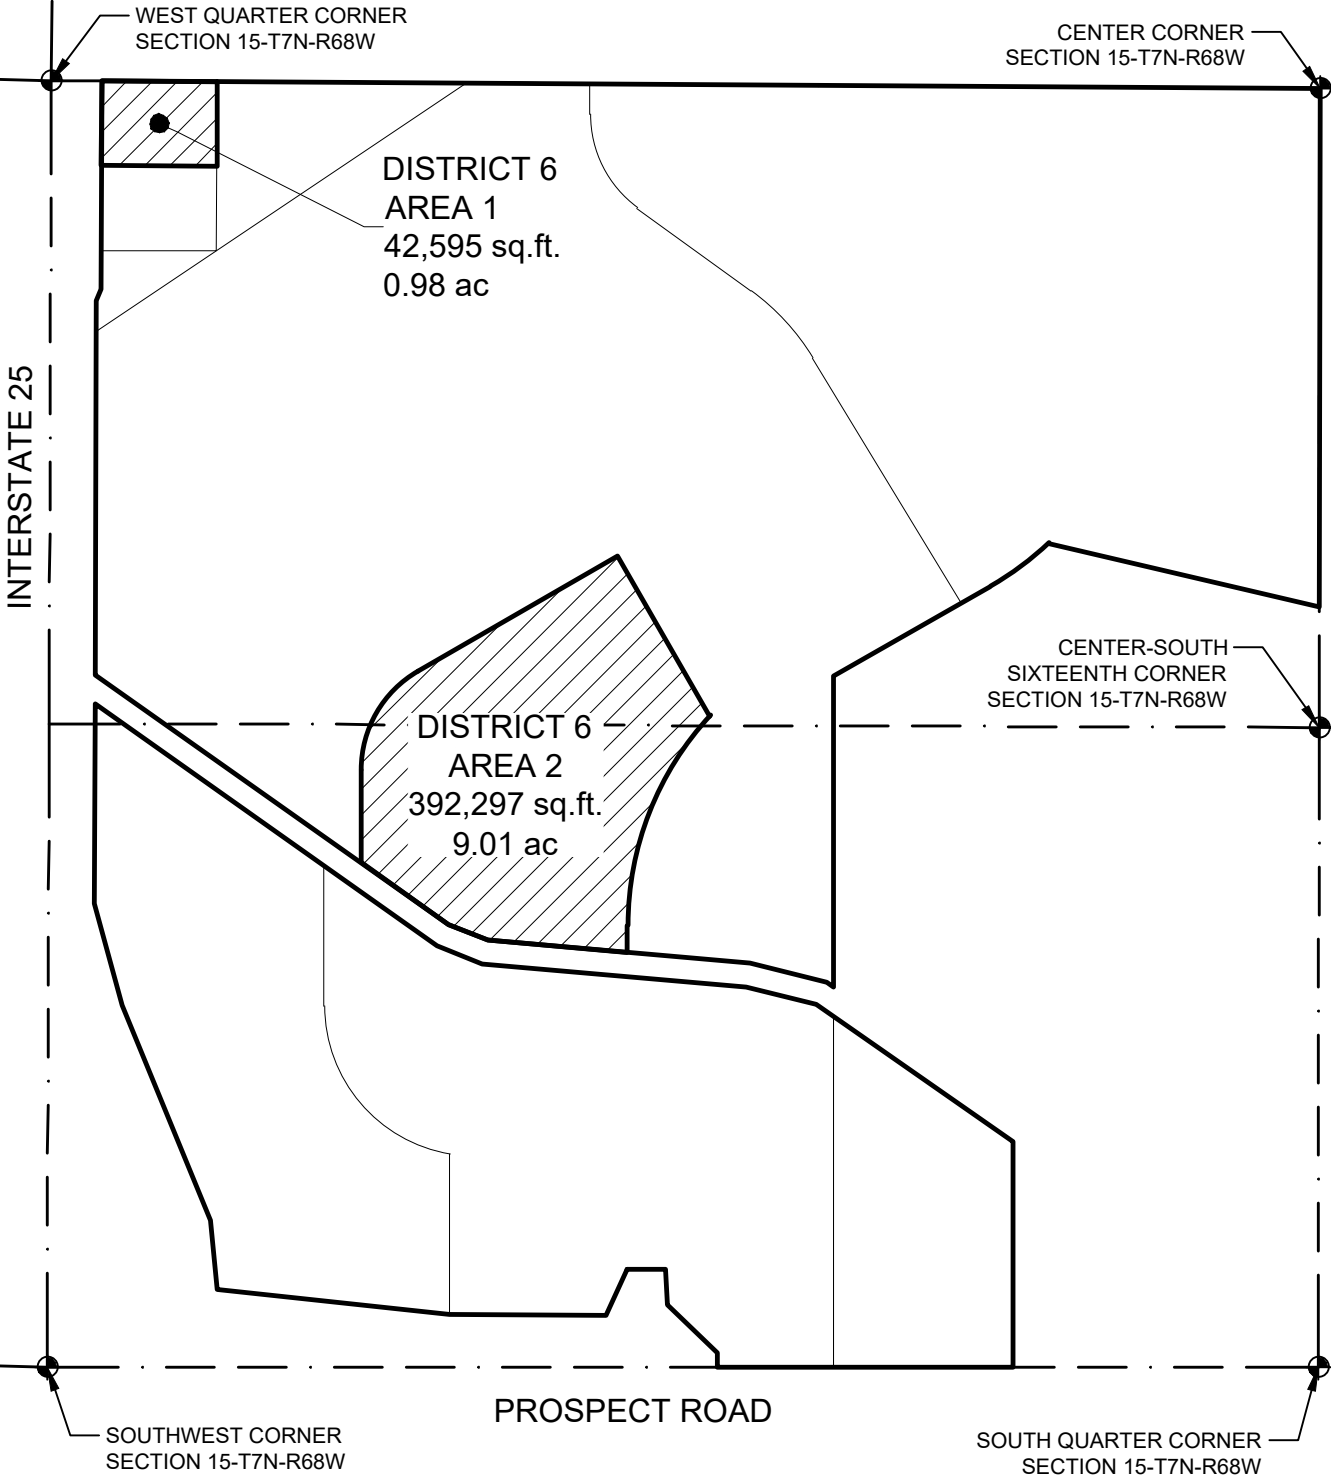 WEST QUARTER CORNER
SECTION 15-T7N-R68W
CENTER CORNER
SECTION 15-T7N-R68W
DISTRICT 6
AREA 1
42,595 sq.ft.
0.98 ac
INTERSTATE 25
CENTER-SOUTH
SIXTEENTH CORNER
SECTION 15-T7N-R68W
DISTRICT 6
AREA 2
392,297 sq.ft.
9.01 ac
PROSPECT ROAD
SOUTHWEST CORNER
SECTION 15-T7N-R68W
SOUTH QUARTER CORNER
SECTION 15-T7N-R68W